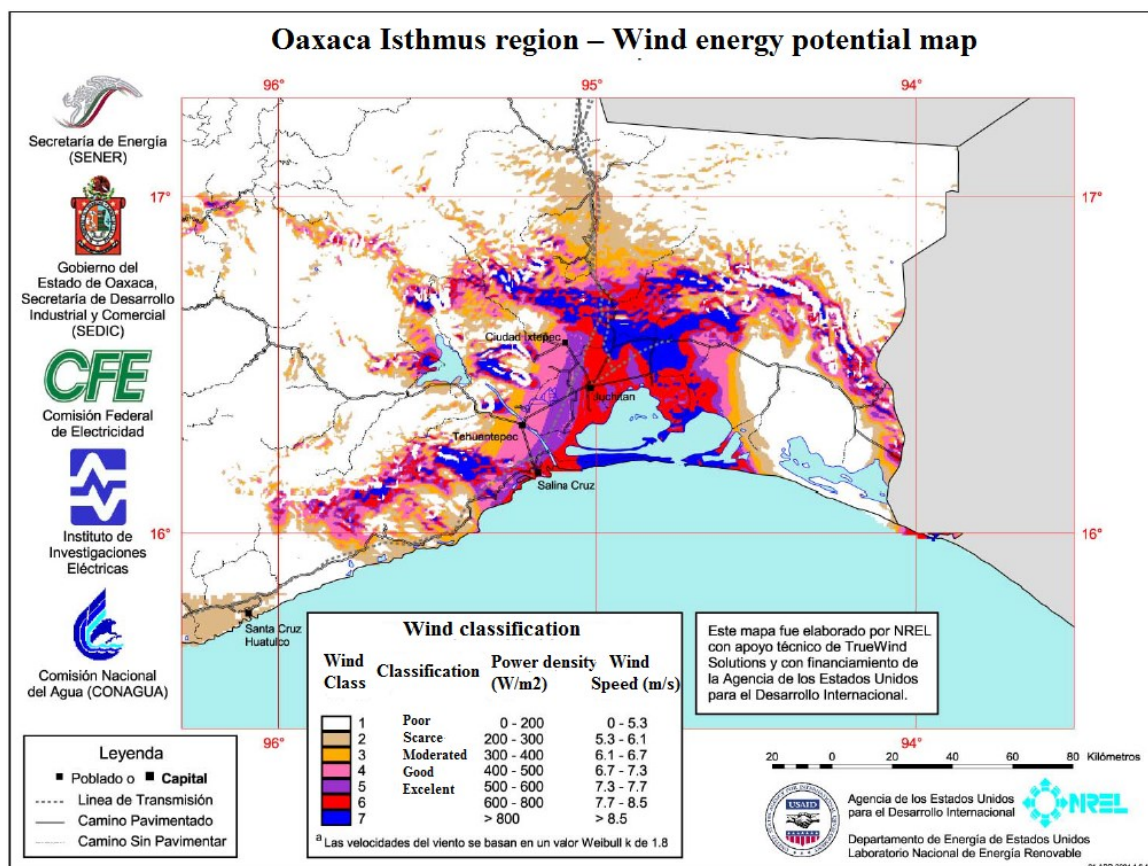 Oaxaca Isthmus region – Wind energy potential map
96°
95°
94°
17°
17°
16°
16°
96°
94°
Secretaría de Energía
(SENER)
Gobierno del
Estado de Oaxaca,
Secretaría de Desarrollo
Industrial y Comercial
(SEDIC)
CFE
Comisión Federal
de Electricidad
Instituto de
Investigaciones
Eléctricas
Comisión Nacional
del Agua (CONAGUA)
Ciudad Ixtepec
Juchitan
Tehuantepec
Salina Cruz
Santa Cruz
Huatulco
Leyenda
Poblado o Capital
Linea de Transmisión
Camino Pavimentado
Camino Sin Pavimentar
Wind classification
Wind Class Classification Power density (W/m2) Wind Speed (m/s)
1 Poor 0 - 200 0 - 5.3
2 Scarce 200 - 300 5.3 - 6.1
3 Moderated 300 - 400 6.1 - 6.7
4 Good 400 - 500 6.7 - 7.3
5 Excelent 500 - 600 7.3 - 7.7
6 600 - 800 7.7 - 8.5
7 > 800 > 8.5
a Las velocidades del viento se basan en un valor Weibull k de 1.8
Este mapa fue elaborado por NREL
con apoyo técnico de TrueWind
Solutions y con financiamiento de
la Agencia de los Estados Unidos
para el Desarrollo Internacional.
20 0 20 40 60 80 Kilómetros
USAID
Agencia de los Estados Unidos
para el Desarrollo Internacional
NREL
Departamento de Energía de Estados Unidos
Laboratorio Nacional de Energía Renovable